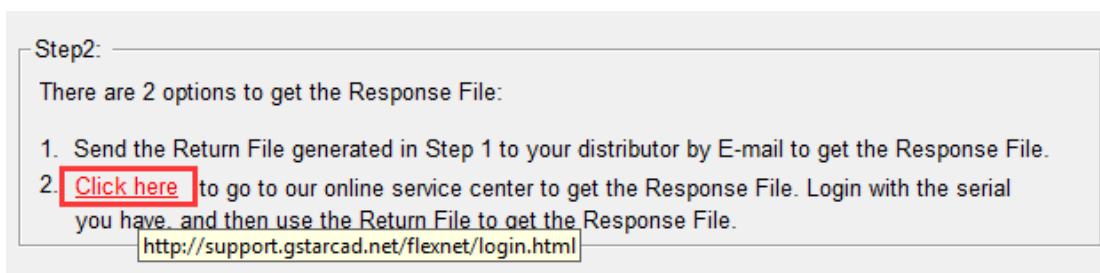 Step2:
There are 2 options to get the Response File:
1. Send the Return File generated in Step 1 to your distributor by E-mail to get the Response File.
2. Click here to go to our online service center to get the Response File. Login with the serial
you have, and then use the Return File to get the Response File.
http://support.gstarcad.net/flexnet/login.html